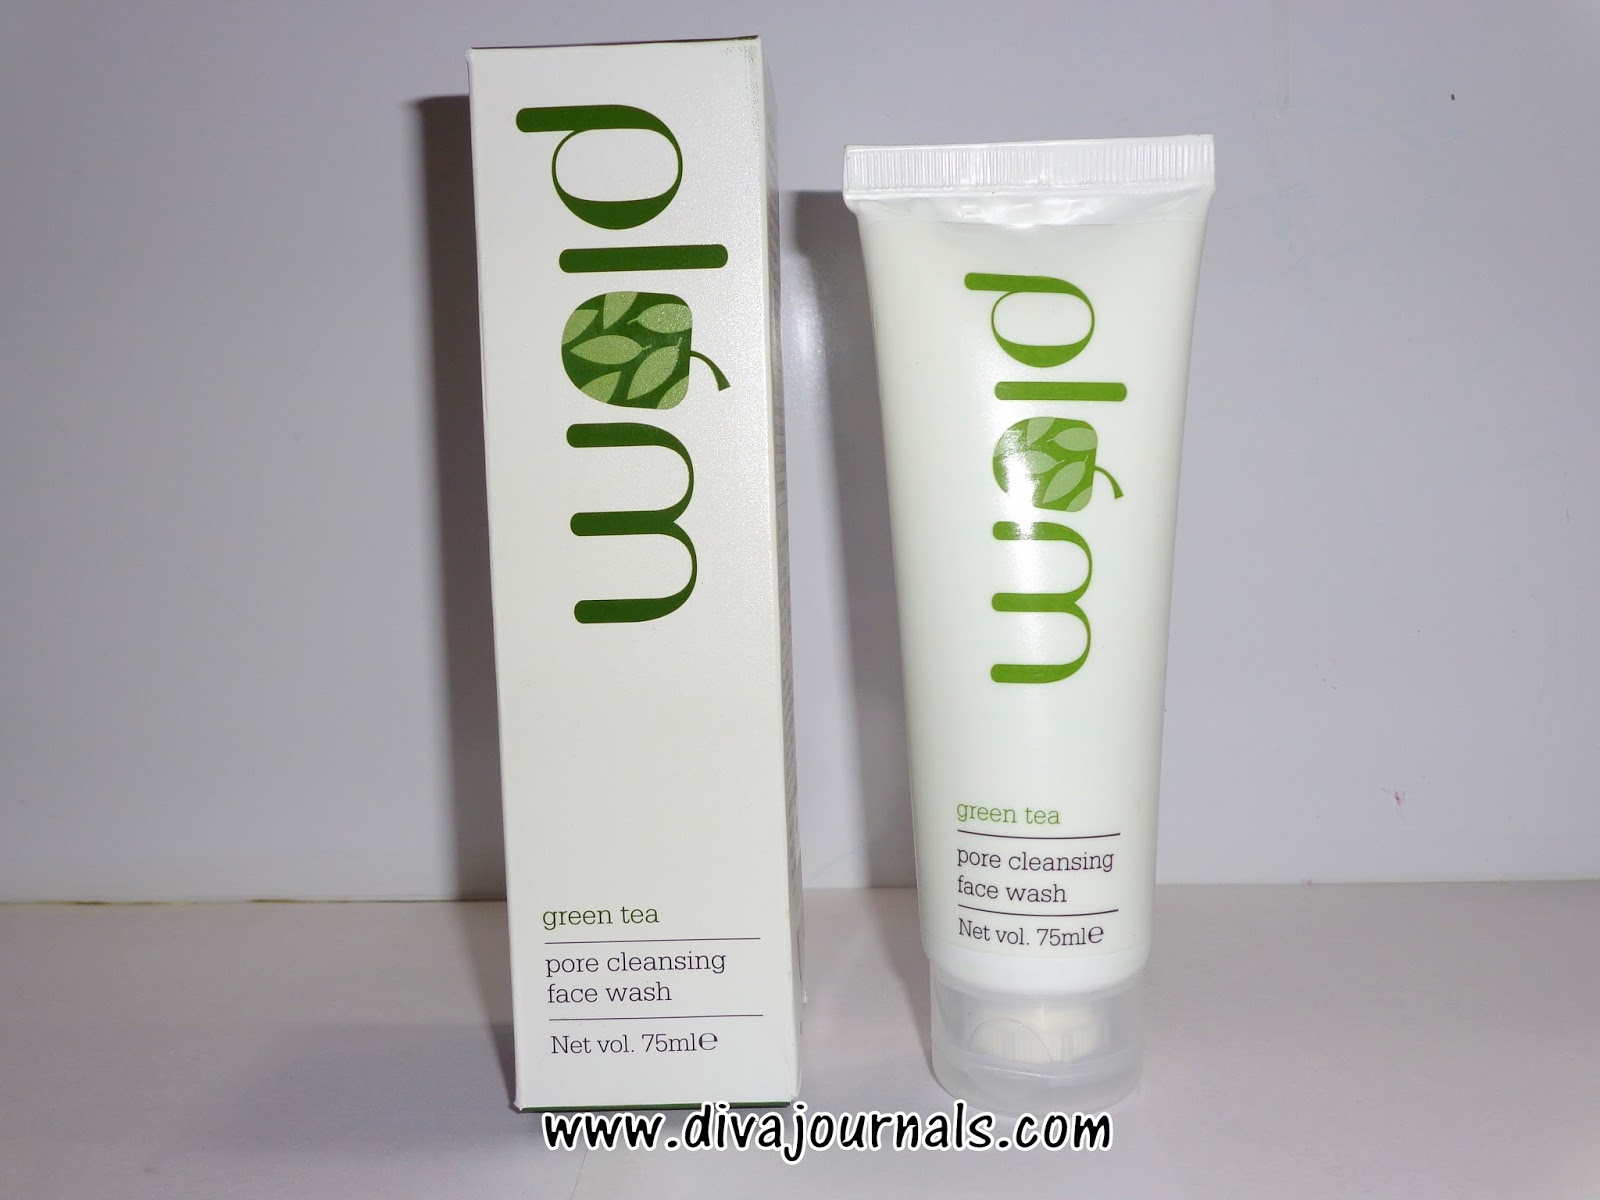 plum
green tea
pore cleansing
face wash
Net vol. 75ml℮
plum
green tea
pore cleansing
face wash
Net vol. 75ml℮
www.divajournals.com